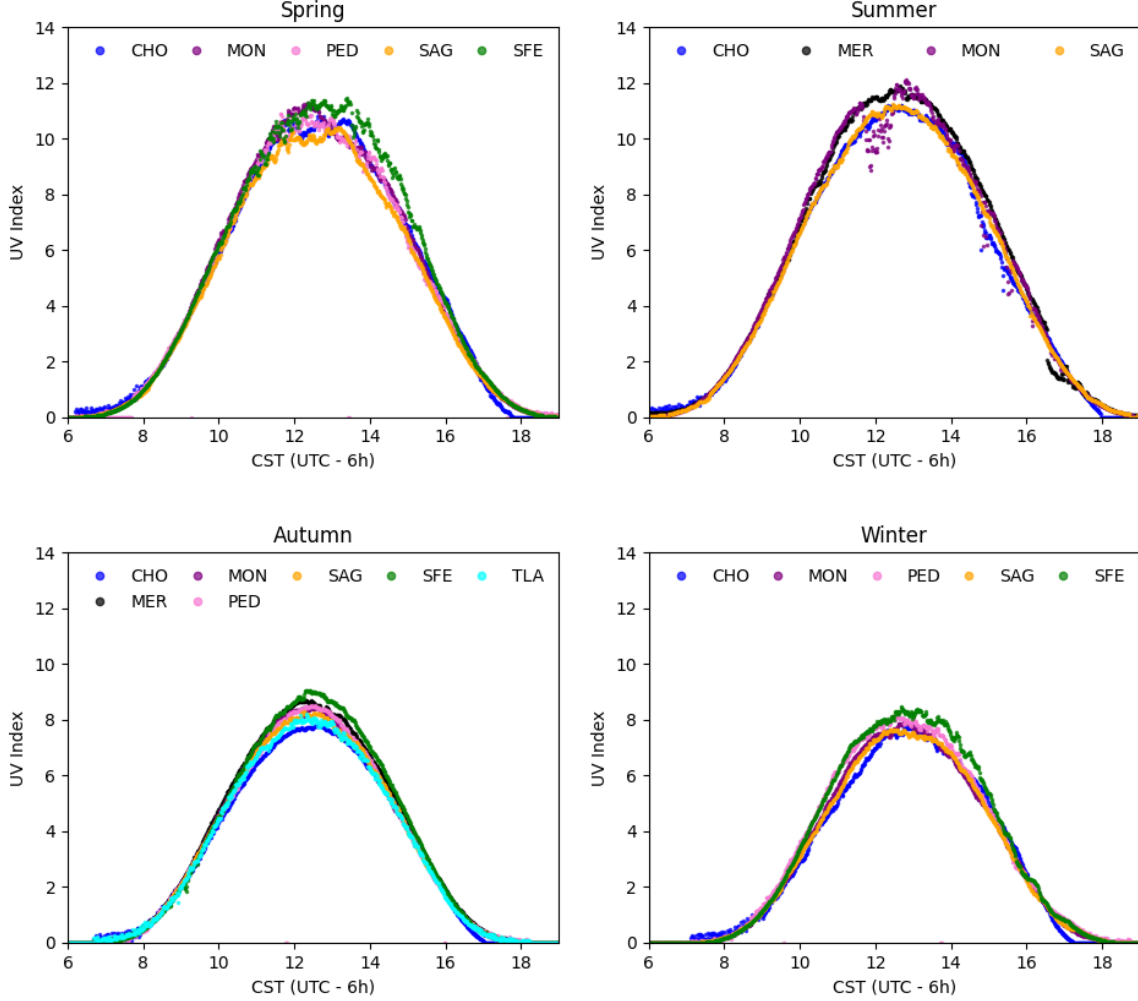 Spring
14
12
10
8
6
4
2
0
UV Index
CHO MON PED SAG SFE
6 8 10 12 14 16 18
CST (UTC - 6h)
Summer
14
12
10
8
6
4
2
0
UV Index
CHO MER MON SAG
6 8 10 12 14 16 18
CST (UTC - 6h)
Autumn
14
12
10
8
6
4
2
0
UV Index
CHO MON SAG SFE TLA
MER PED
6 8 10 12 14 16 18
CST (UTC - 6h)
Winter
14
12
10
8
6
4
2
0
UV Index
CHO MON PED SAG SFE
6 8 10 12 14 16 18
CST (UTC - 6h)